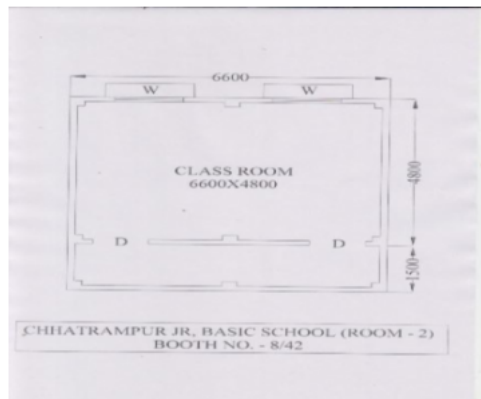 6600
W W
CLASS ROOM
6600X4800
4800
D D
1500
CHHATRAMPUR JR, BASIC SCHOOL (ROOM - 2)
BOOTH NO. - 8/42